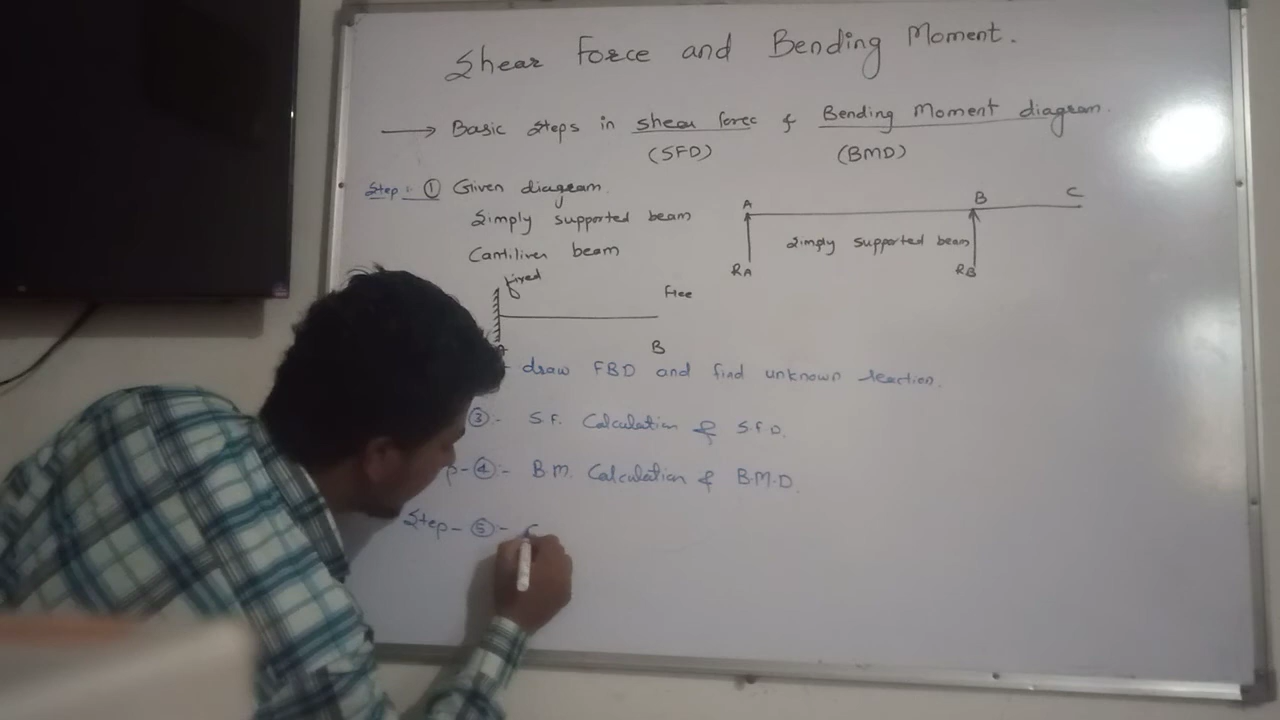 Shear Force and Bending Moment.
→ Basic Steps in shear force & Bending Moment diagram.
(SFD) (BMD)
Step:- ① Given diagram.
Simply supported beam
Cantiliver beam
A B C
Simply supported beam
RA RB
fixed Free
B
draw FBD and find unknown reaction.
③:- S.F. Calculation & S.F.D.
p-④:- B.M. Calculation & B.M.D.
Step-⑤:- C